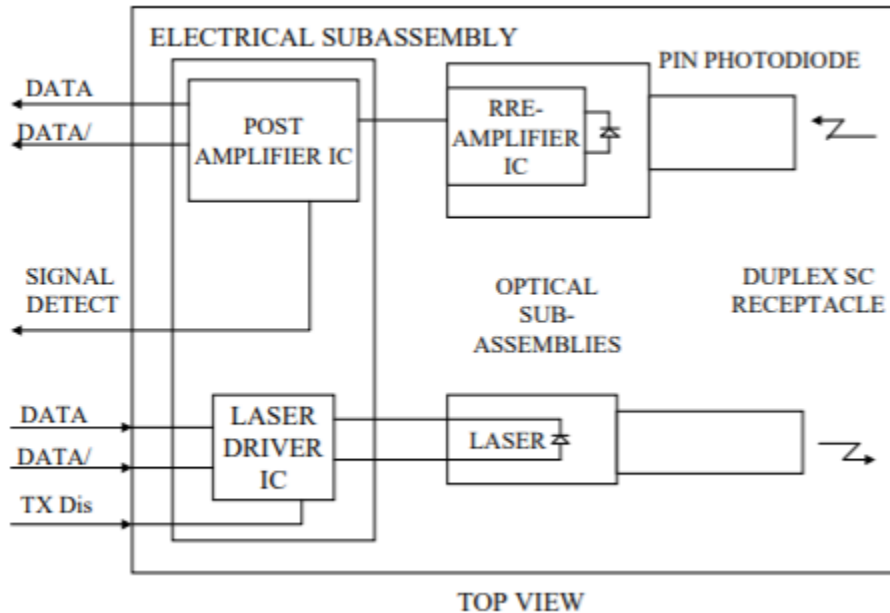 ELECTRICAL SUBASSEMBLY
PIN PHOTODIODE
DATA
DATA/
POST
AMPLIFIER IC
RRE-
AMPLIFIER
IC
SIGNAL
DETECT
OPTICAL
SUB-
ASSEMBLIES
DUPLEX SC
RECEPTACLE
DATA
DATA/
TX Dis
LASER
DRIVER
IC
LASER
TOP VIEW